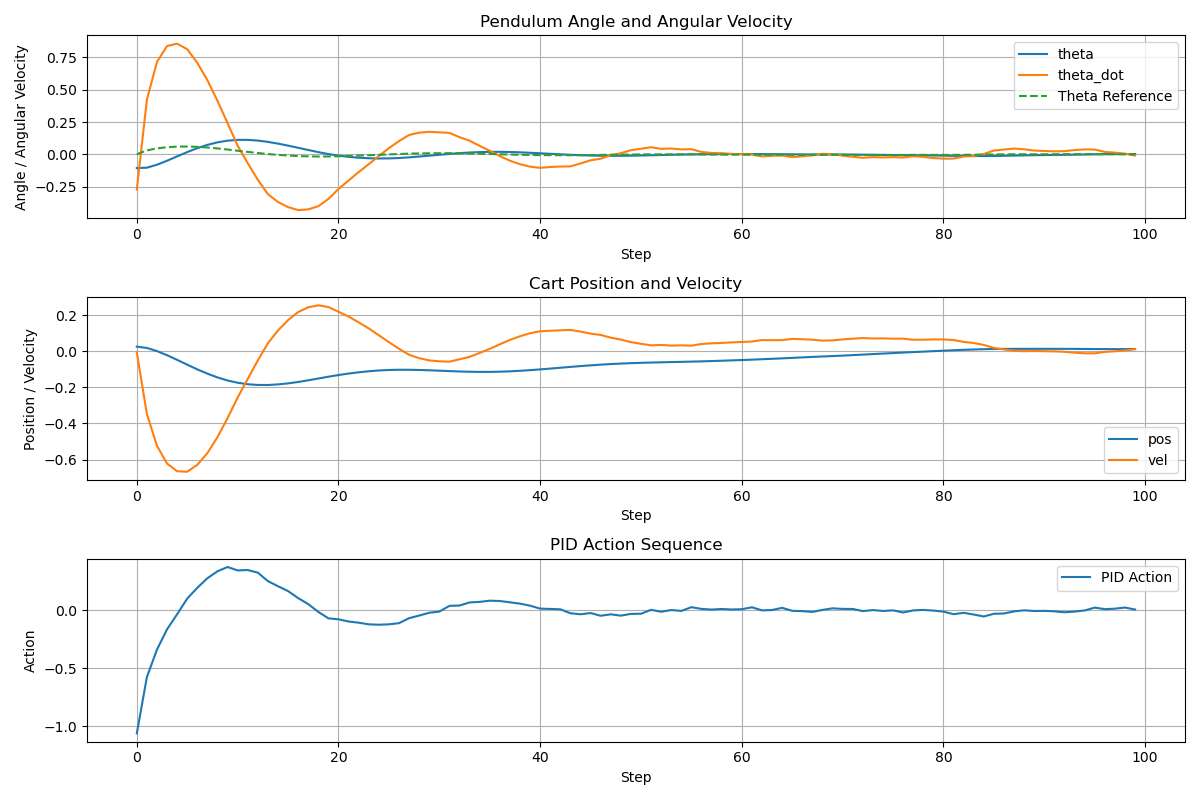 Pendulum Angle and Angular Velocity
Angle / Angular Velocity
0.75
0.50
0.25
0.00
−0.25
theta
theta_dot
Theta Reference
0 20 40 60 80 100
Step
Cart Position and Velocity
Position / Velocity
0.2
0.0
−0.2
−0.4
−0.6
pos
vel
0 20 40 60 80 100
Step
PID Action Sequence
Action
0.0
−0.5
−1.0
PID Action
0 20 40 60 80 100
Step